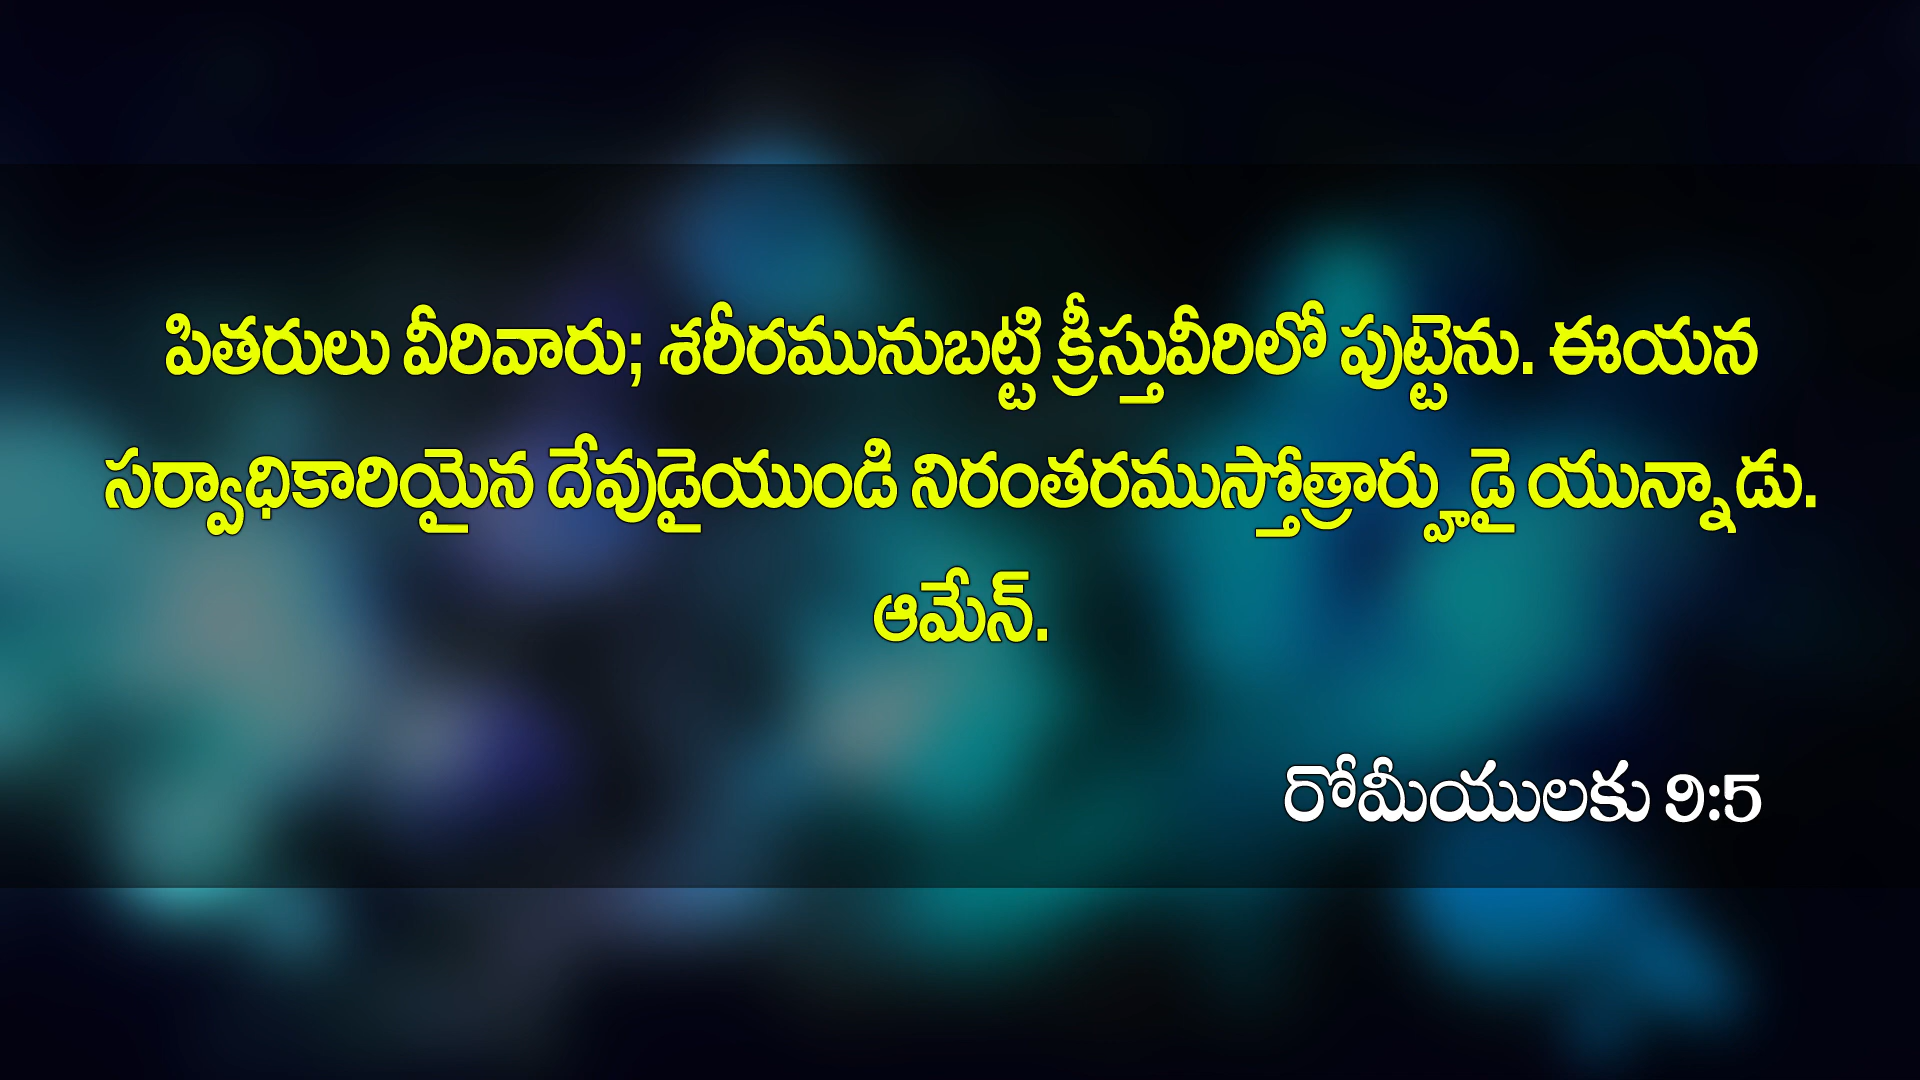 పితరులు వీరివారు; శరీరమునుబట్టి క్రీస్తువీరిలో పుట్టెను. ఈయన
సర్వాధికారియైన దేవుడైయుండి నిరంతరముస్తోత్రార్హుడై యున్నాడు.
ఆమేన్.
రోమీయులకు 9:5